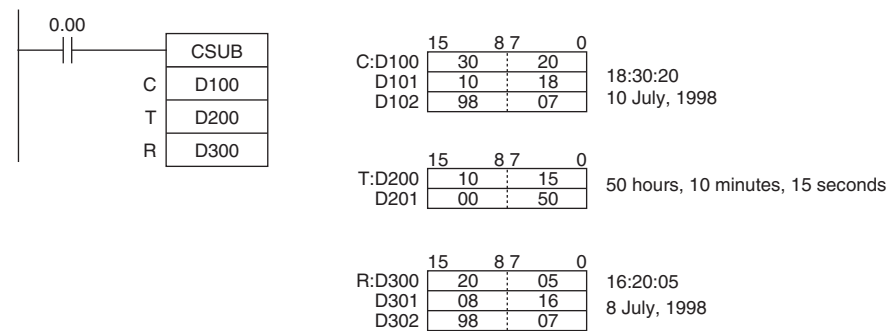 0.00
CSUB
C D100
T D200
R D300
15 8 7 0
C:D100 30 20
D101 10 18
D102 98 07
18:30:20
10 July, 1998
15 8 7 0
T:D200 10 15
D201 00 50
50 hours, 10 minutes, 15 seconds
15 8 7 0
R:D300 20 05
D301 08 16
D302 98 07
16:20:05
8 July, 1998